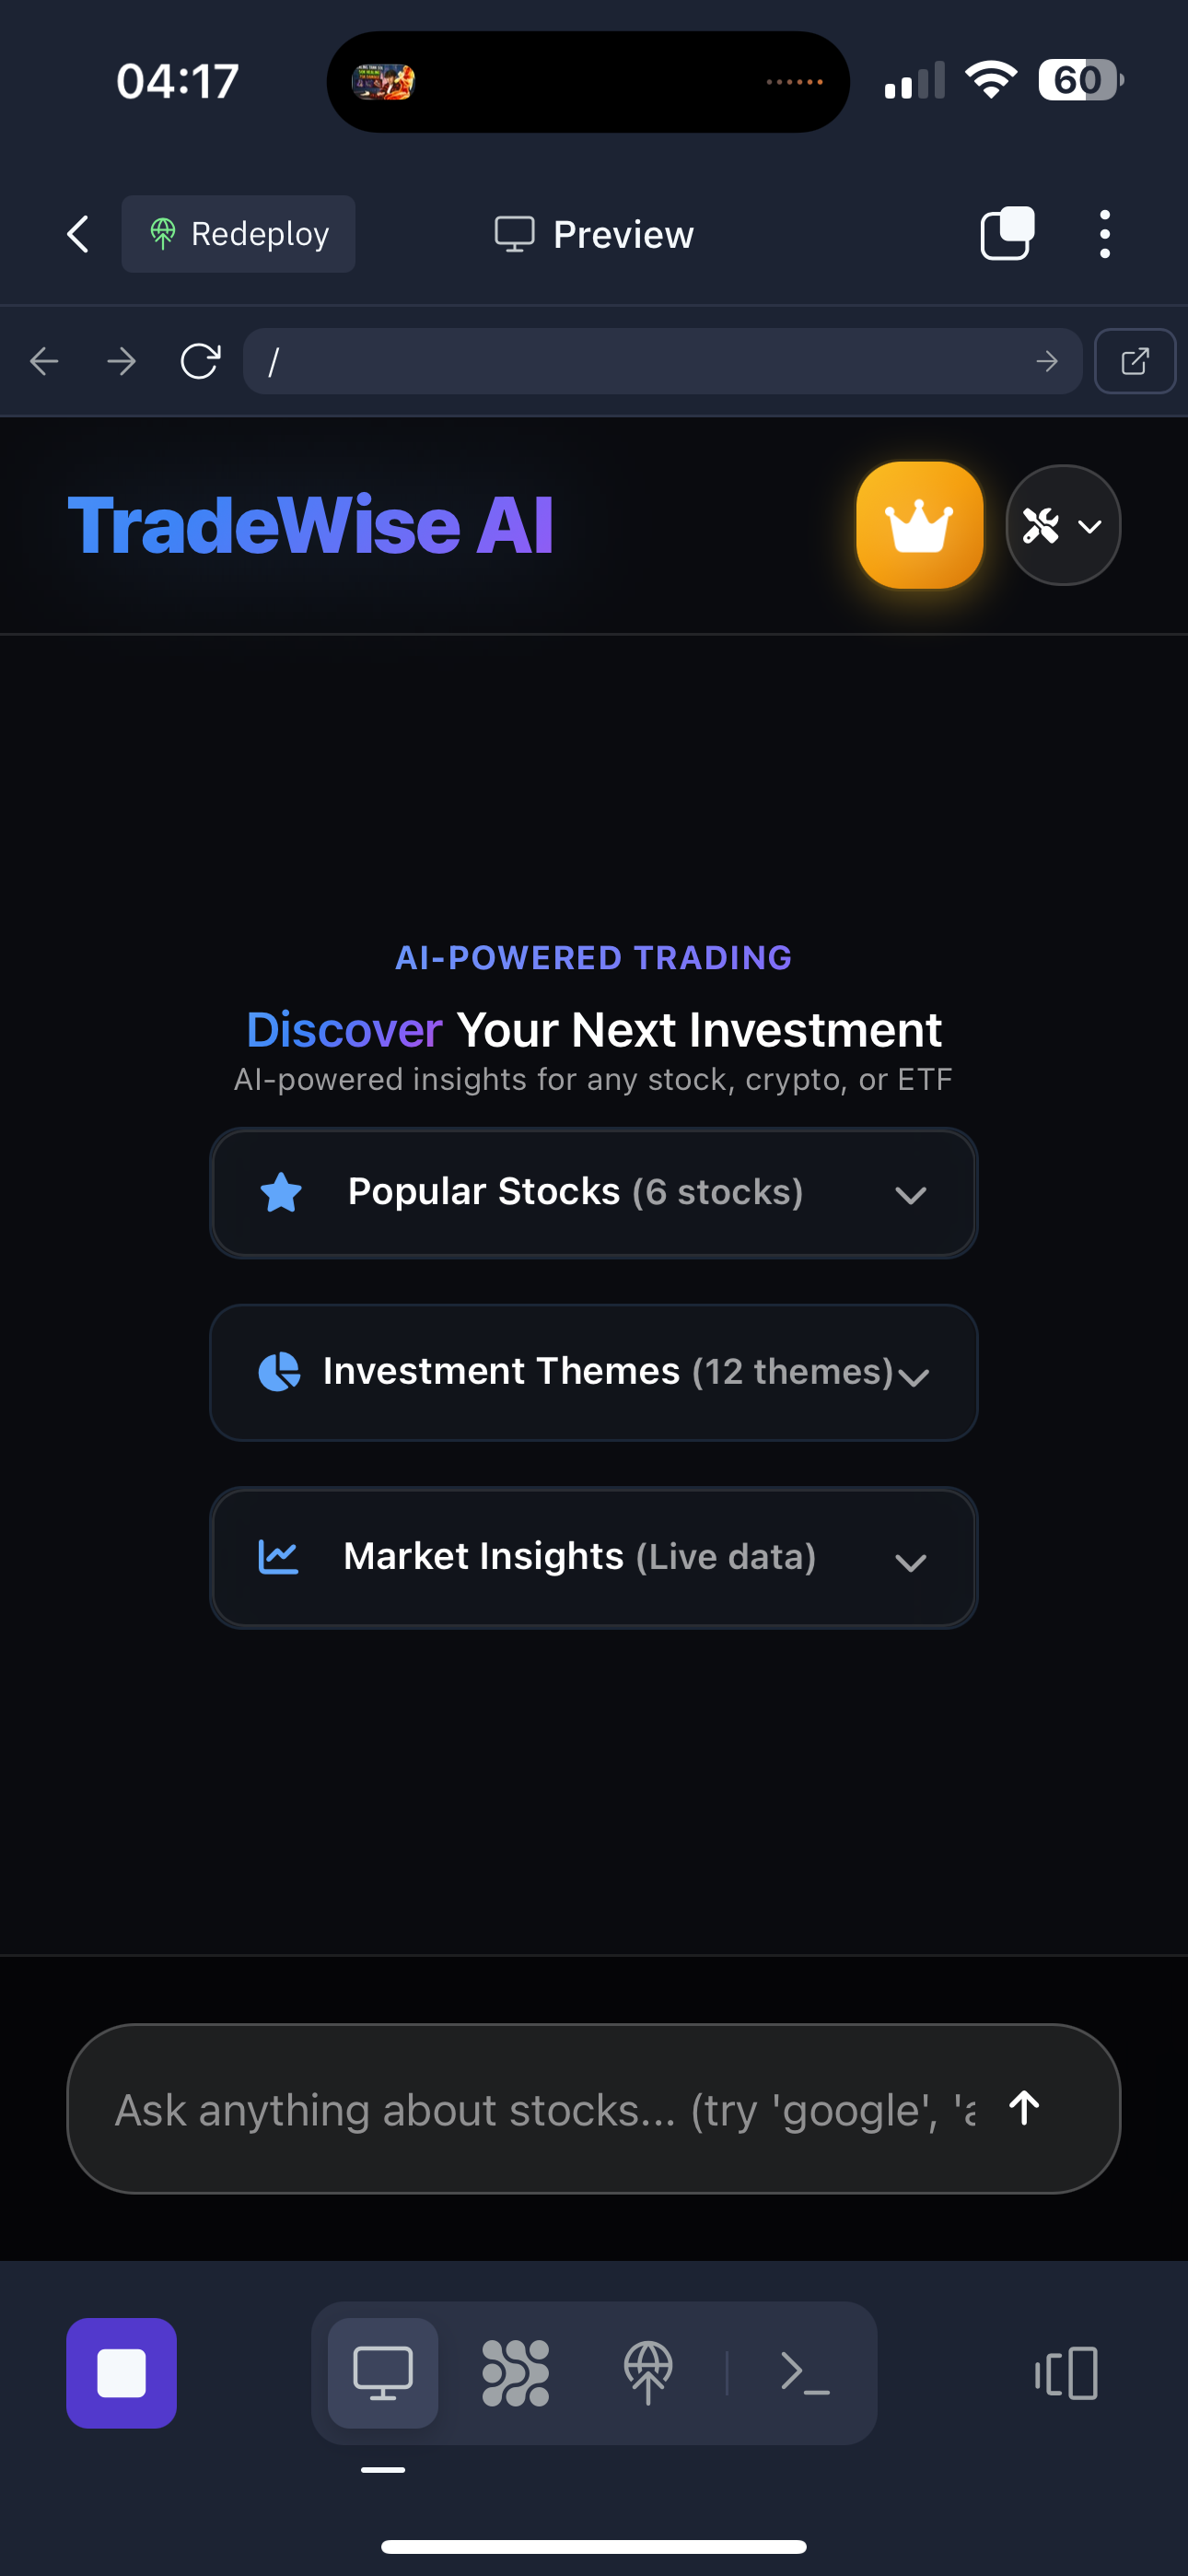 04:17
60
Redeploy
Preview
/
TradeWise AI
AI-POWERED TRADING
Discover Your Next Investment
AI-powered insights for any stock, crypto, or ETF
Popular Stocks (6 stocks)
Investment Themes (12 themes)
Market Insights (Live data)
Ask anything about stocks... (try 'google', 'a